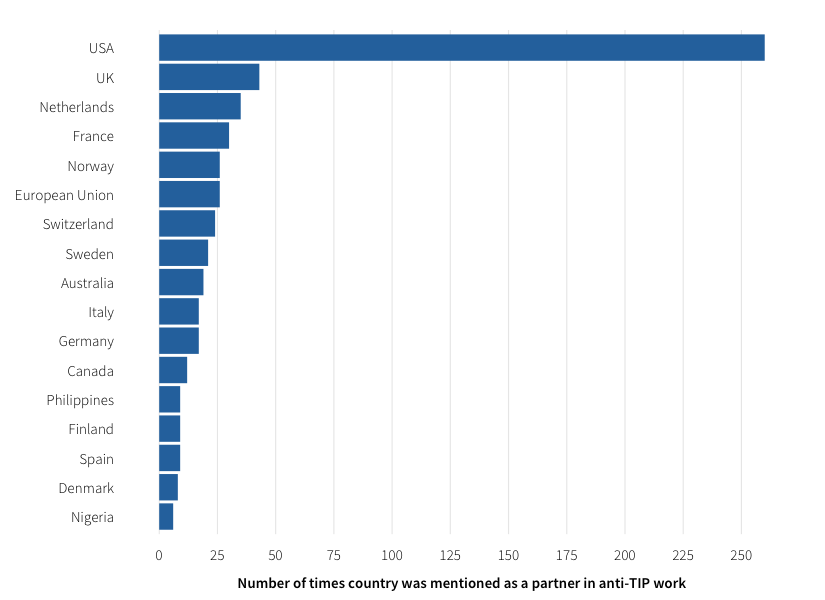 USA
UK
Netherlands
France
Norway
European Union
Switzerland
Sweden
Australia
Italy
Germany
Canada
Philippines
Finland
Spain
Denmark
Nigeria
0 25 50 75 100 125 150 175 200 225 250
Number of times country was mentioned as a partner in anti-TIP work